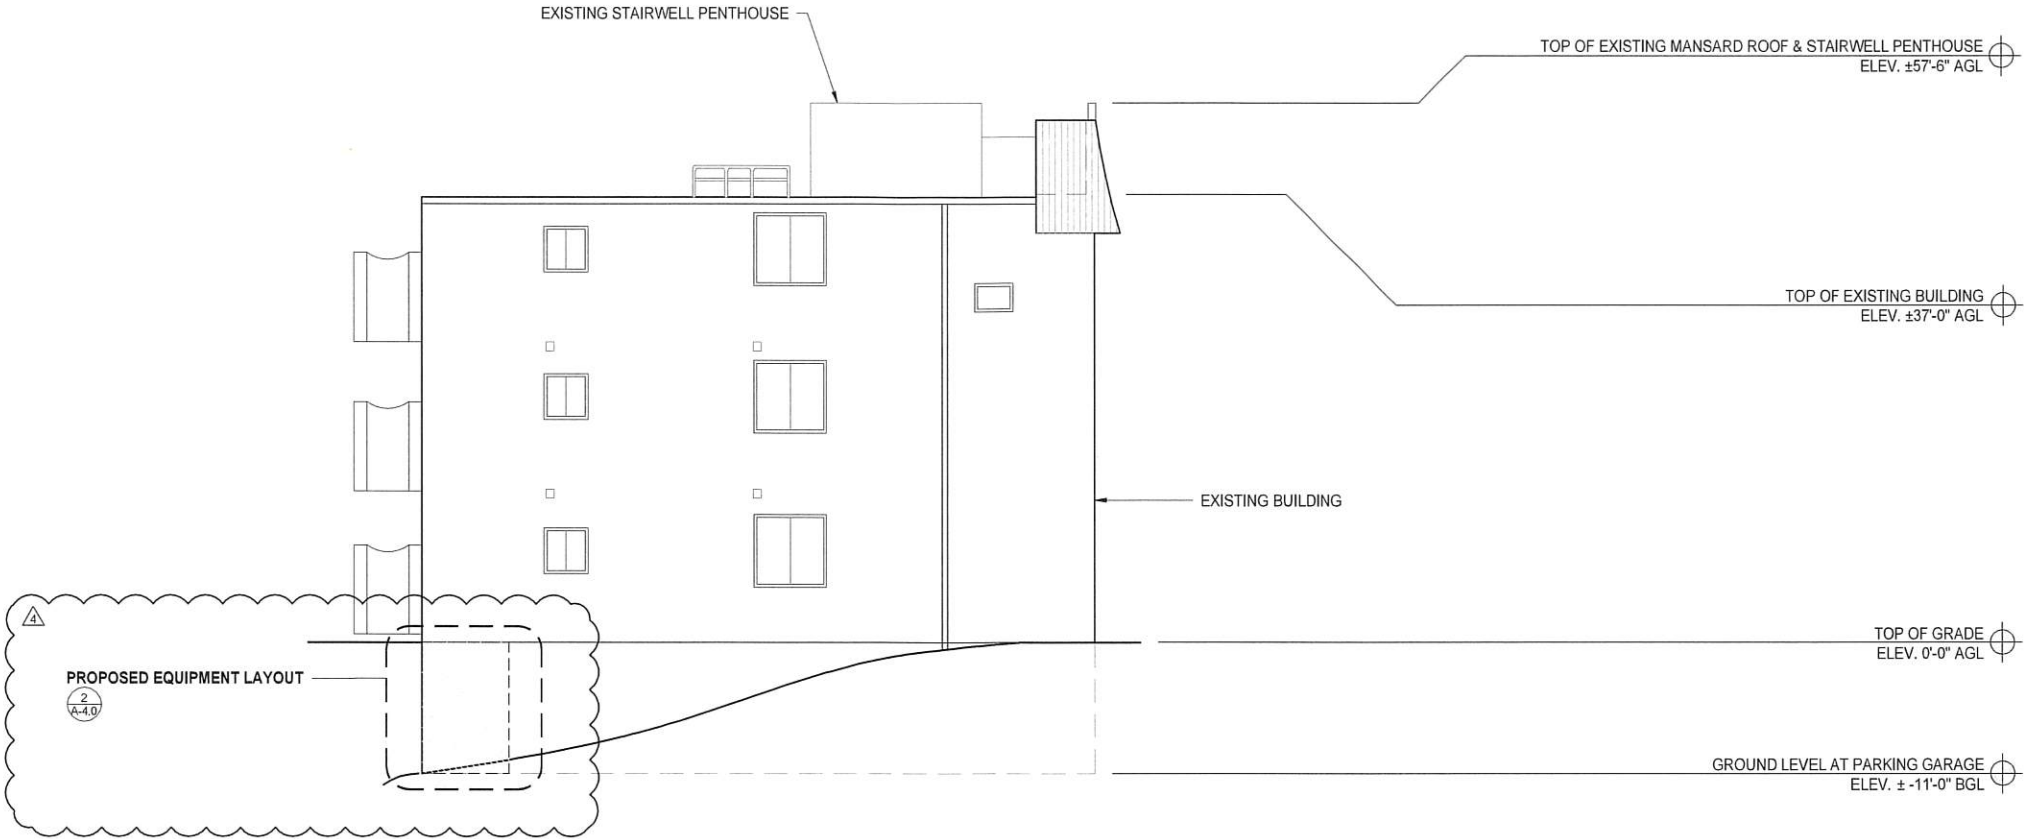 EXISTING STAIRWELL PENTHOUSE
TOP OF EXISTING MANSARD ROOF & STAIRWELL PENTHOUSE
ELEV. ±57'-6" AGL
TOP OF EXISTING BUILDING
ELEV. ±37'-0" AGL
EXISTING BUILDING
4
TOP OF GRADE
ELEV. 0'-0" AGL
PROPOSED EQUIPMENT LAYOUT
2
A-4.0
GROUND LEVEL AT PARKING GARAGE
ELEV. ± -11'-0" BGL